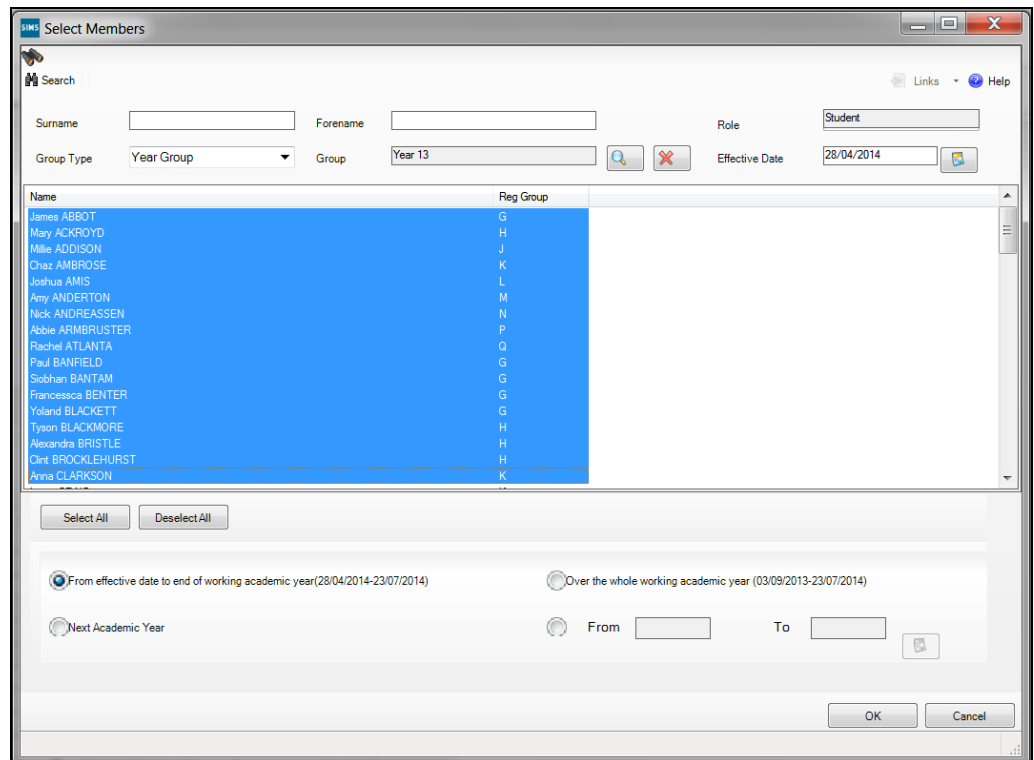 SIMS Select Members
Search
Links Help
Surname Forename Role Student
Group Type Year Group Group Year 13 Effective Date 28/04/2014
Name Reg Group
James ABBOT G
Mary ACKROYD H
Millie ADDISON J
Chaz AMBROSE K
Joshua AMIS L
Amy ANDERTON M
Nick ANDREASSEN N
Abbie ARMBRUSTER P
Rachel ATLANTA Q
Paul BANFIELD G
Siobhan BANTAM G
Francessca BENTER G
Yoland BLACKETT G
Tyson BLACKMORE H
Alexandra BRISTLE H
Clint BROCKLEHURST H
Anna CLARKSON K
Select All Deselect All
From effective date to end of working academic year(28/04/2014-23/07/2014) Over the whole working academic year (03/09/2013-23/07/2014)
Next Academic Year From To
OK Cancel